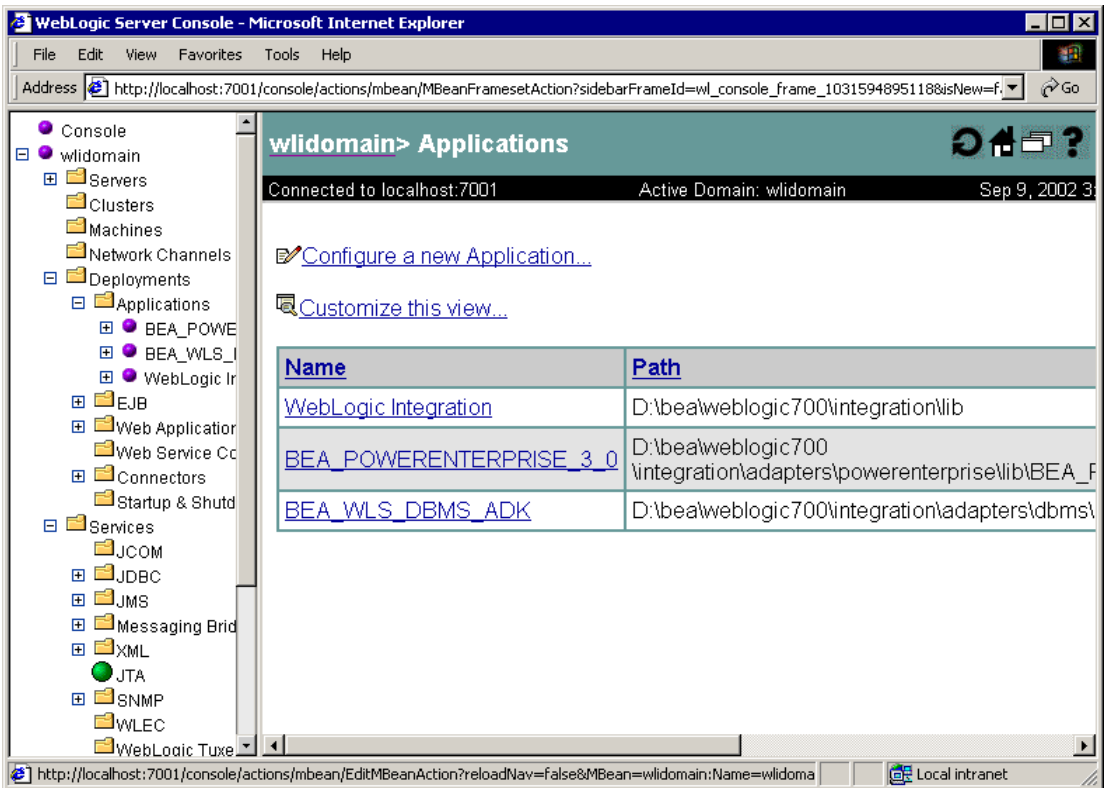 WebLogic Server Console - Microsoft Internet Explorer
File Edit View Favorites Tools Help
Address http://localhost:7001/console/actions/mbean/MBeanFramesetAction?sidebarFrameId=wl_console_frame_1031594895118&isNew=f Go
Console
wlidomain
Servers
Clusters
Machines
Network Channels
Deployments
Applications
BEA_POWE
BEA_WLS_
WebLogic Ir
EJB
Web Application
Web Service Co
Connectors
Startup & Shutd
Services
JCOM
JDBC
JMS
Messaging Brid
XML
JTA
SNMP
WLEC
WebLogic Tuxe
wlidomain> Applications
?
Connected to localhost:7001 Active Domain: wlidomain Sep 9, 2002 3:
Configure a new Application...
Customize this view...
Name Path
WebLogic Integration D:\bea\weblogic700\integration\lib
BEA_POWERENTERPRISE_3_0 D:\bea\weblogic700
\integration\adapters\powerenterprise\lib\BEA_P
BEA_WLS_DBMS_ADK D:\bea\weblogic700\integration\adapters\dbms\
http://localhost:7001/console/actions/mbean/EditMBeanAction?reloadNav=false&MBean=wlidomain:Name=wlidoma Local intranet